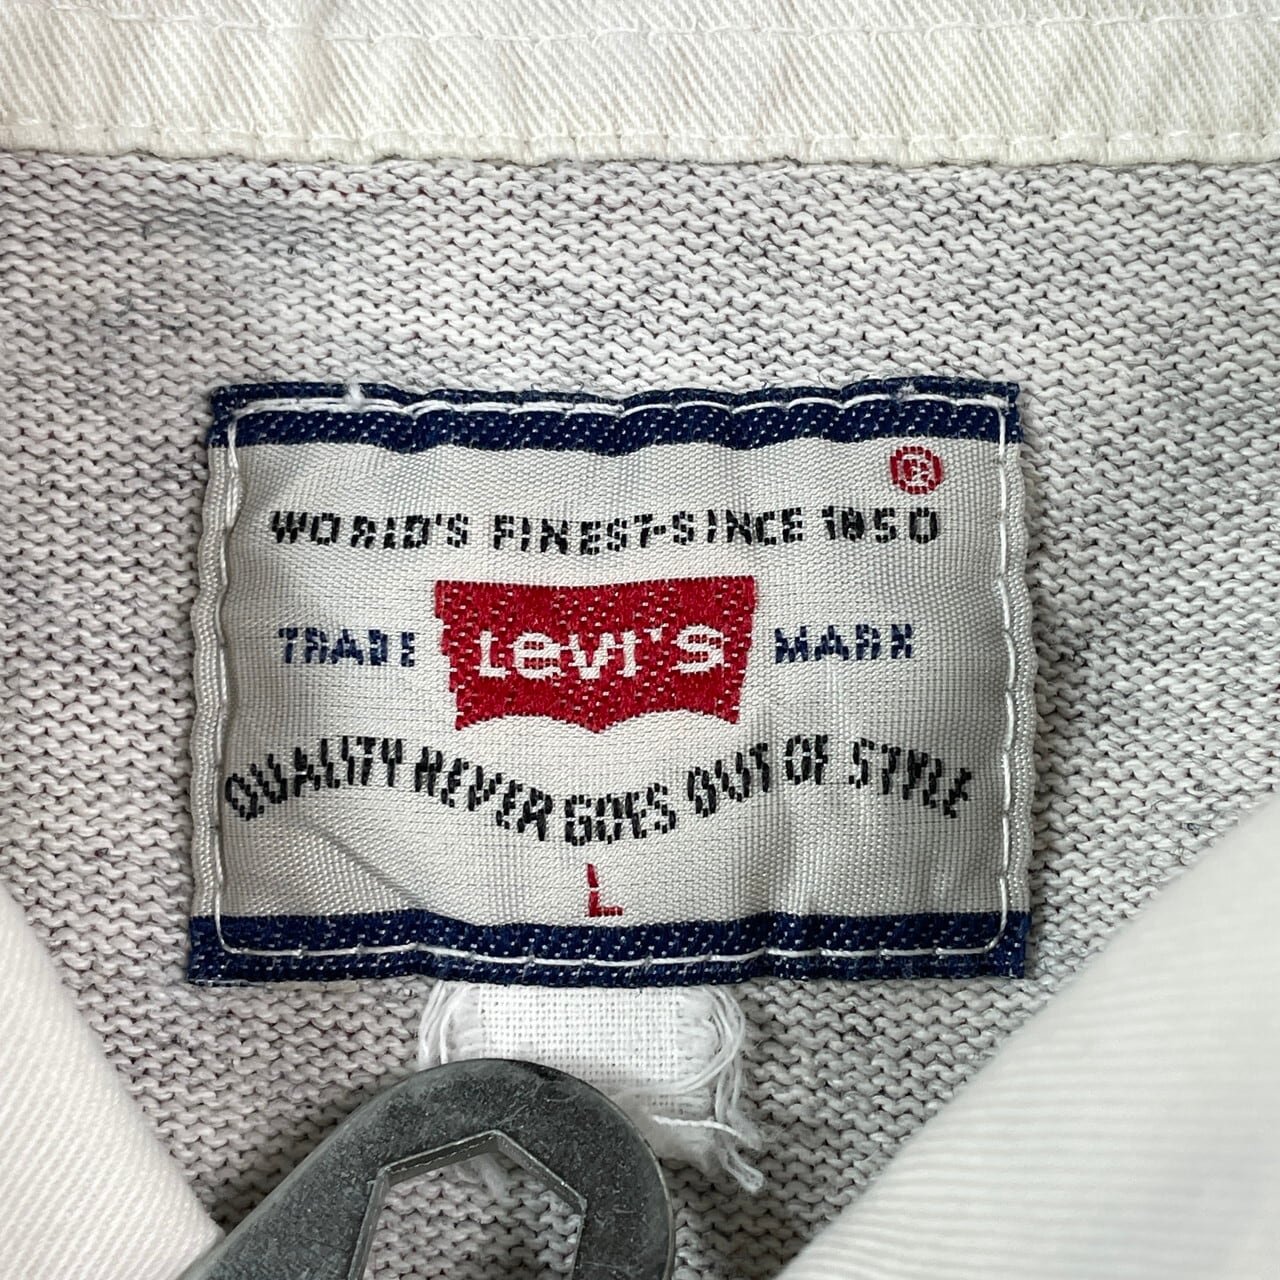 ®
WORLD'S FINEST-SINCE 1850
TRADE LEVI'S MARK
QUALITY NEVER GOES OUT OF STYLE
L